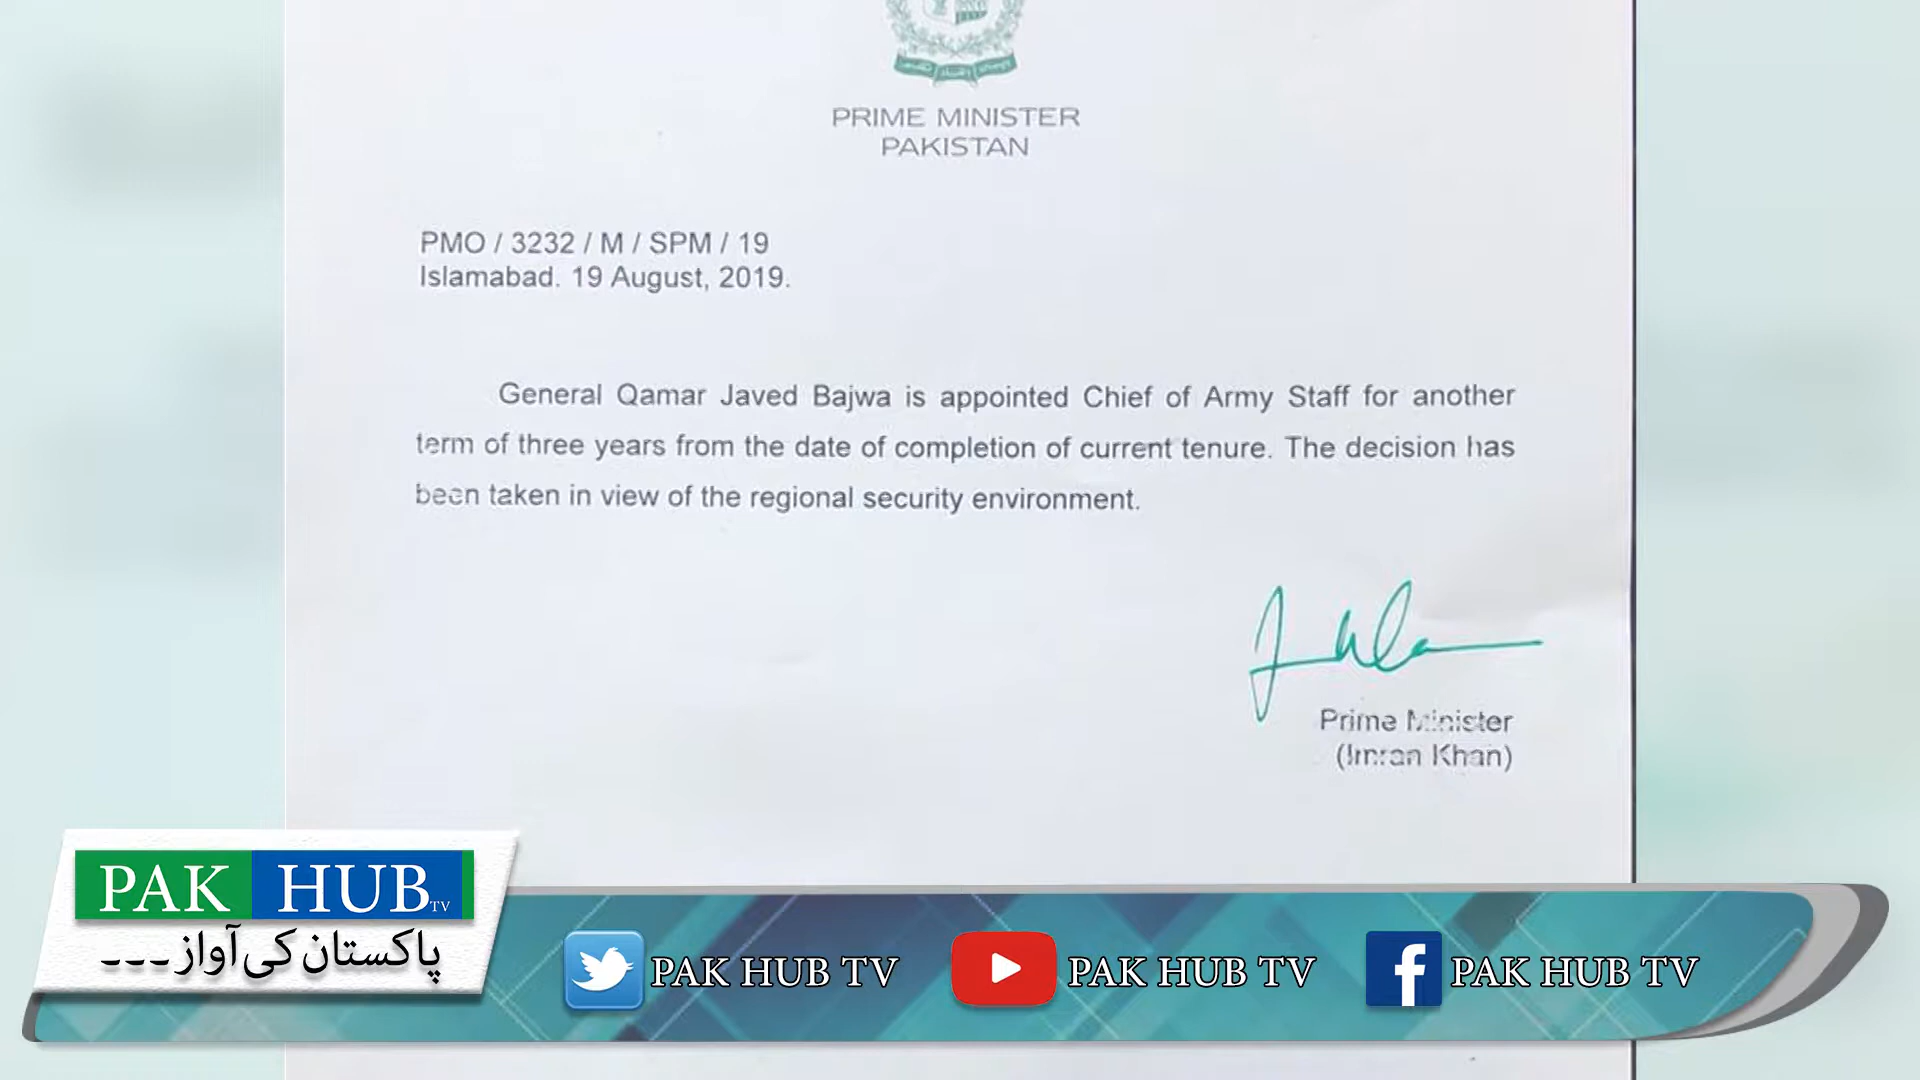 PRIME MINISTER
PAKISTAN
PMO / 3232 / M / SPM / 19
Islamabad. 19 August, 2019.
General Qamar Javed Bajwa is appointed Chief of Army Staff for another
term of three years from the date of completion of current tenure. The decision has
been taken in view of the regional security environment.
Prime Minister
(Imran Khan)
PAK HUB TV
پاکستان کی آواز ---
PAK HUB TV
PAK HUB TV
PAK HUB TV